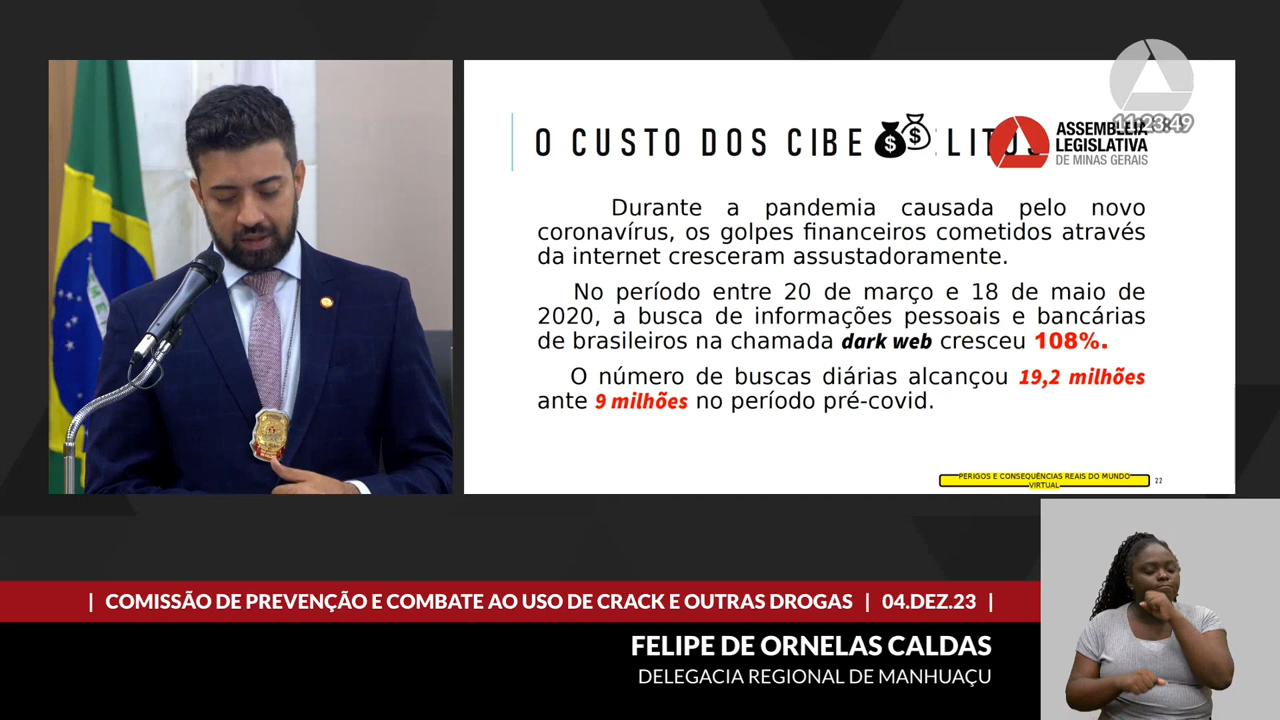 11:23:49
O CUSTO DOS CIBE LIT
ASSEMBLEIA
LEGISLATIVA
DE MINAS GERAIS
Durante a pandemia causada pelo novo
coronavírus, os golpes financeiros cometidos através
da internet cresceram assustadoramente.
No período entre 20 de março e 18 de maio de
2020, a busca de informações pessoais e bancárias
de brasileiros na chamada dark web cresceu 108%.
O número de buscas diárias alcançou 19,2 milhões
ante 9 milhões no período pré-covid.
PERIGOS E CONSEQUÊNCIAS REAIS DO MUNDO
VIRTUAL
22
| COMISSÃO DE PREVENÇÃO E COMBATE AO USO DE CRACK E OUTRAS DROGAS | 04.DEZ.23 |
FELIPE DE ORNELAS CALDAS
DELEGACIA REGIONAL DE MANHUAÇU